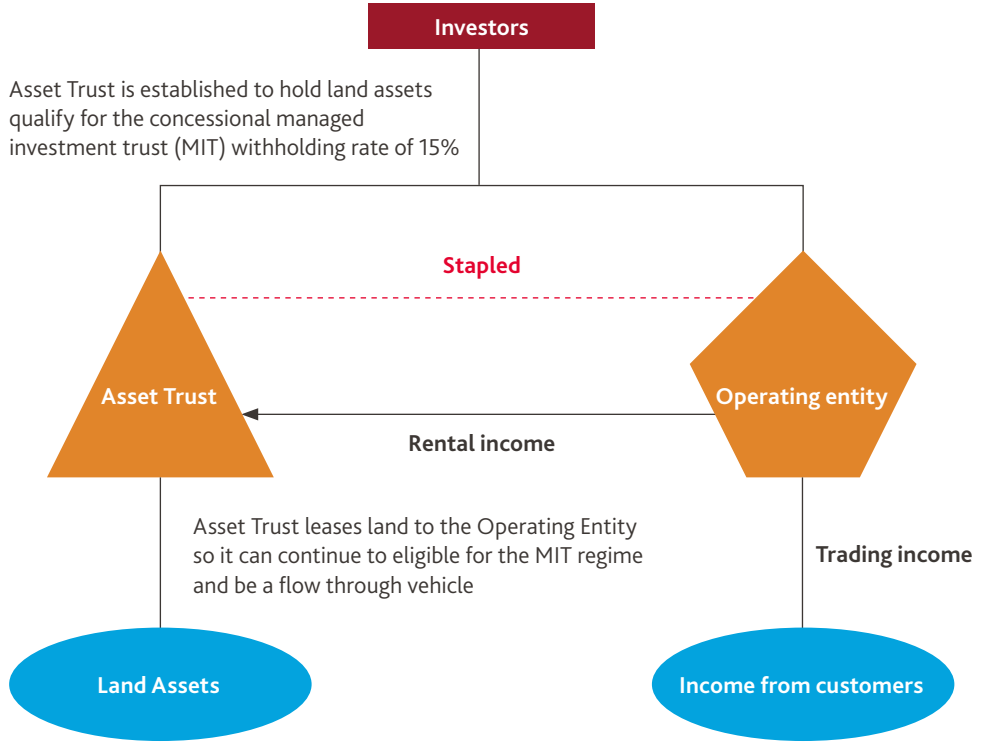 Investors
Asset Trust is established to hold land assets
qualify for the concessional managed
investment trust (MIT) withholding rate of 15%
Stapled
Asset Trust
Operating entity
Rental income
Asset Trust leases land to the Operating Entity
so it can continue to eligible for the MIT regime
and be a flow through vehicle
Trading income
Land Assets
Income from customers